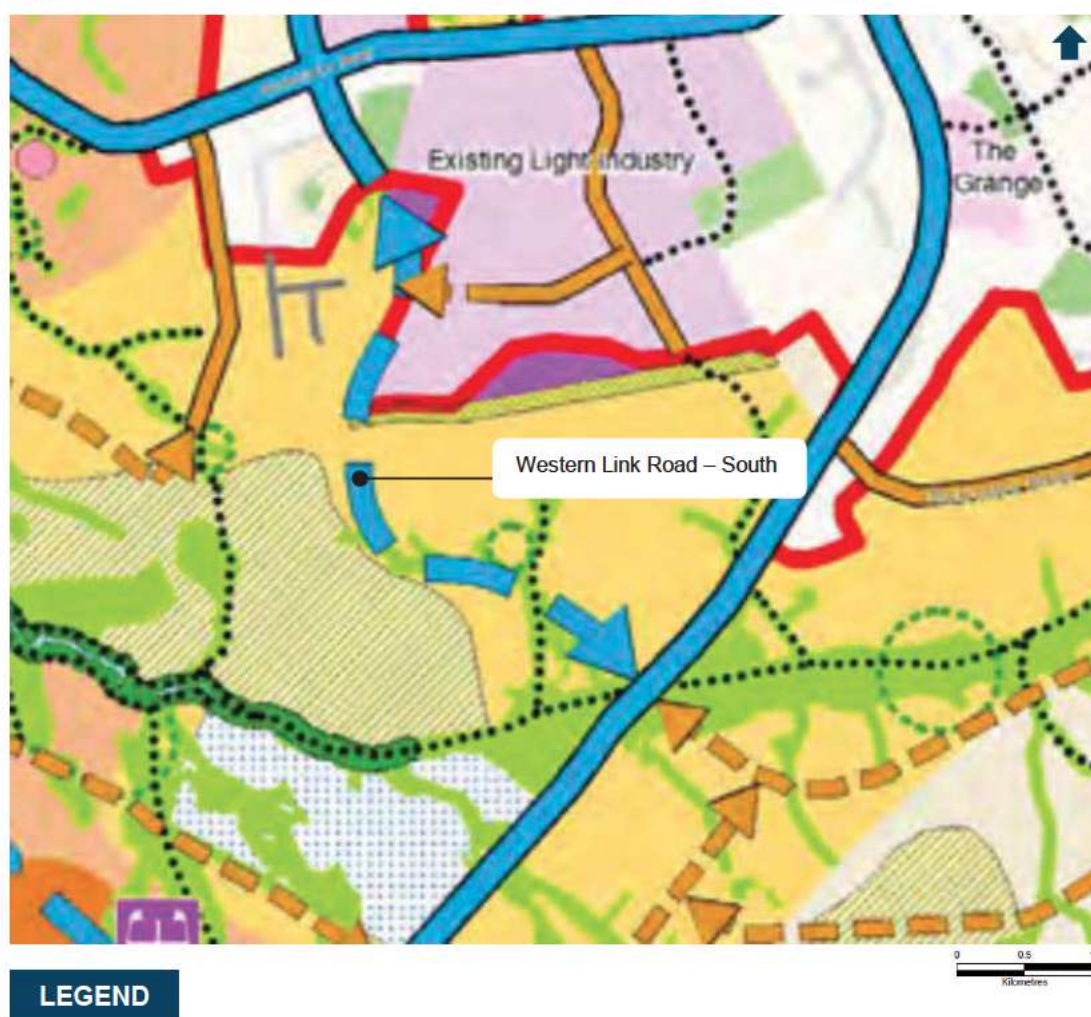 Existing Light Industry
The
Grange
Western Link Road – South
0 0.5
Kilometres
LEGEND